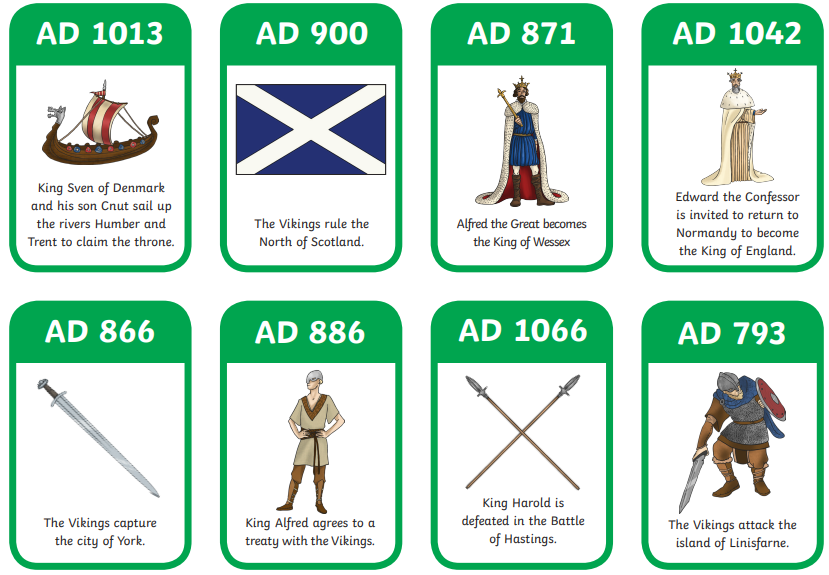 AD 1013
King Sven of Denmark
and his son Cnut sail up
the rivers Humber and
Trent to claim the throne.
AD 900
The Vikings rule the
North of Scotland.
AD 871
Alfred the Great becomes
the King of Wessex
AD 1042
Edward the Confessor
is invited to return to
Normandy to become
the King of England.
AD 866
The Vikings capture
the city of York.
AD 886
King Alfred agrees to a
treaty with the Vikings.
AD 1066
King Harold is
defeated in the Battle
of Hastings.
AD 793
The Vikings attack the
island of Linisfarne.